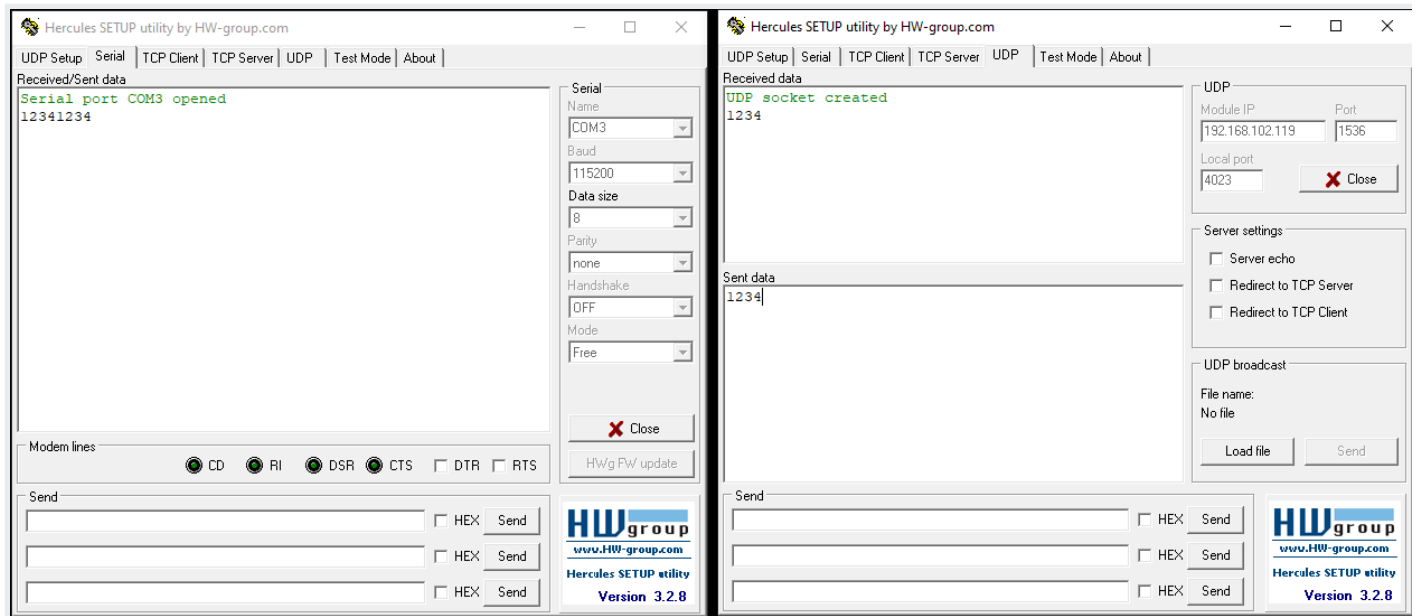 Hercules SETUP utility by HW-group.com
UDP Setup Serial TCP Client TCP Server UDP Test Mode About
Received/Sent data
Serial port COM3 opened
12341234
Serial
Name
COM3
Baud
115200
Data size
8
Parity
none
Handshake
OFF
Mode
Free
Close
HWg FW update
Modem lines
CD RI DSR CTS DTR RTS
Send
HEX Send
HEX Send
HEX Send
HW group
www.HW-group.com
Hercules SETUP utility
Version 3.2.8
Hercules SETUP utility by HW-group.com
UDP Setup Serial TCP Client TCP Server UDP Test Mode About
Received data
UDP socket created
1234
Sent data
1234
UDP
Module IP Port
192.168.102.119 1536
Local port
4023 Close
Server settings
Server echo
Redirect to TCP Server
Redirect to TCP Client
UDP broadcast
File name:
No file
Load file Send
Send
HEX Send
HEX Send
HEX Send
HW group
www.HW-group.com
Hercules SETUP utility
Version 3.2.8